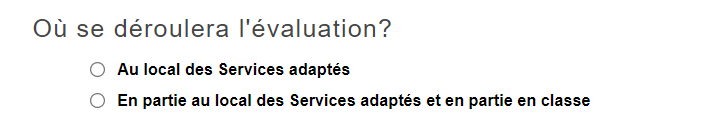 Où se déroulera l'évaluation?
Au local des Services adaptés
En partie au local des Services adaptés et en partie en classe